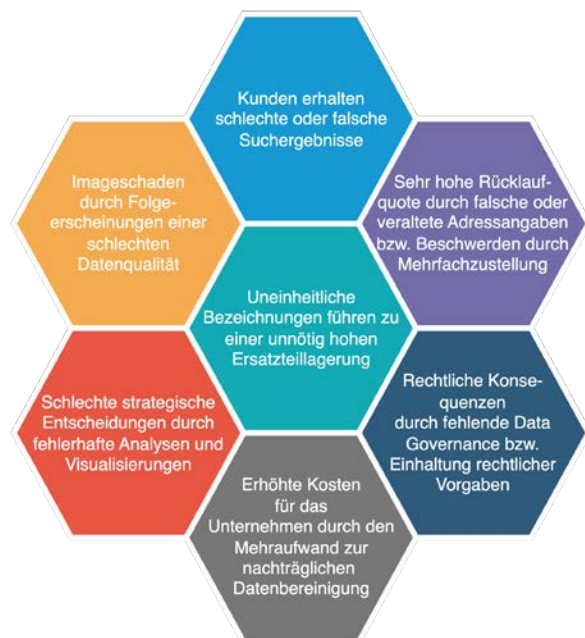 Kunden erhalten
schlechte oder falsche
Suchergebnisse
Imageschaden
durch Folge-
erscheinungen einer
schlechten
Datenqualität
Sehr hohe Rücklauf-
quote durch falsche oder
veraltete Adressangaben
bzw. Beschwerden durch
Mehrfachzustellung
Uneinheitliche
Bezeichnungen führen zu
einer unnötig hohen
Ersatzteillagerung
Schlechte strategische
Entscheidungen durch
fehlerhafte Analysen und
Visualisierungen
Rechtliche Konse-
quenzen
durch fehlende Data
Governance bzw.
Einhaltung rechtlicher
Vorgaben
Erhöhte Kosten
für das
Unternehmen durch den
Mehraufwand zur
nachträglichen
Datenbereinigung